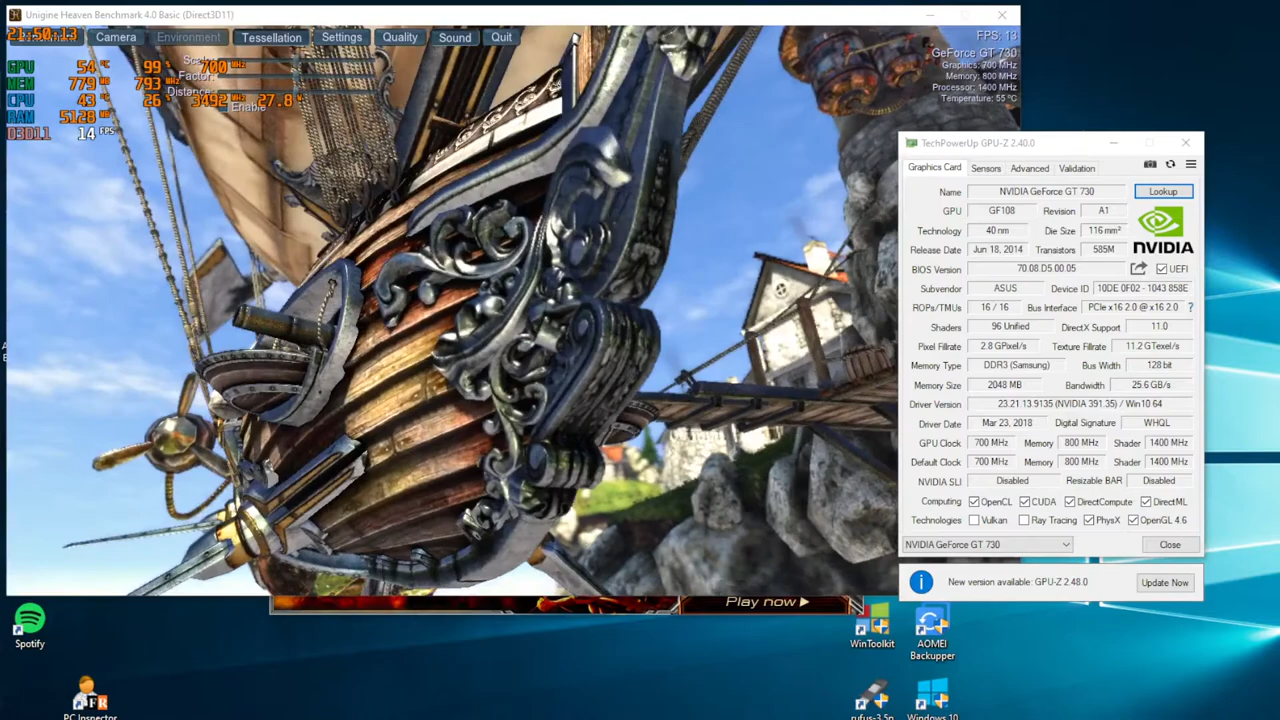 Unigine Heaven Benchmark 4.0 Basic (Direct3D11)
21:50:13
Camera Environment Tessellation Settings Quality Sound Quit
FPS: 13
GeForce GT 730
Graphics: 700 MHz
Memory: 800 MHz
Processor: 1400 MHz
Temperature: 55 °C
GPU 54 °C 99 % 700 MHz
MEM 779 MB 793 MHz
CPU 43 °C 26 % 3492 MHz 27.8 W
RAM 5128 MB
D3D11 14 FPS
Factor
Distance
Enable
TechPowerUp GPU-Z 2.40.0
Graphics Card Sensors Advanced Validation
Name NVIDIA GeForce GT 730 Lookup
GPU GF108 Revision A1
Technology 40 nm Die Size 116 mm²
NVIDIA
Release Date Jun 18, 2014 Transistors 585M
BIOS Version 70.08.D5.00.05 UEFI
Subvendor ASUS Device ID 10DE 0F02 - 1043 858E
ROPs/TMUs 16 / 16 Bus Interface PCIe x16 2.0 @ x16 2.0 ?
Shaders 96 Unified DirectX Support 11.0
Pixel Fillrate 2.8 GPixel/s Texture Fillrate 11.2 GTexel/s
Memory Type DDR3 (Samsung) Bus Width 128 bit
Memory Size 2048 MB Bandwidth 25.6 GB/s
Driver Version 23.21 13.9135 (NVIDIA 391.35) / Win10 64
Driver Date Mar 23, 2018 Digital Signature WHQL
GPU Clock 700 MHz Memory 800 MHz Shader 1400 MHz
Default Clock 700 MHz Memory 800 MHz Shader 1400 MHz
NVIDIA SLI Disabled Resizable BAR Disabled
Computing OpenCL CUDA DirectCompute DirectML
Technologies Vulkan Ray Tracing PhysX OpenGL 4.6
NVIDIA GeForce GT 730 Close
New version available: GPU-Z 2.48.0 Update Now
Play now
Spotify
WinToolkit
AOMEI
Backupper
PC Inspector
rufus-3.5p
Windows 10